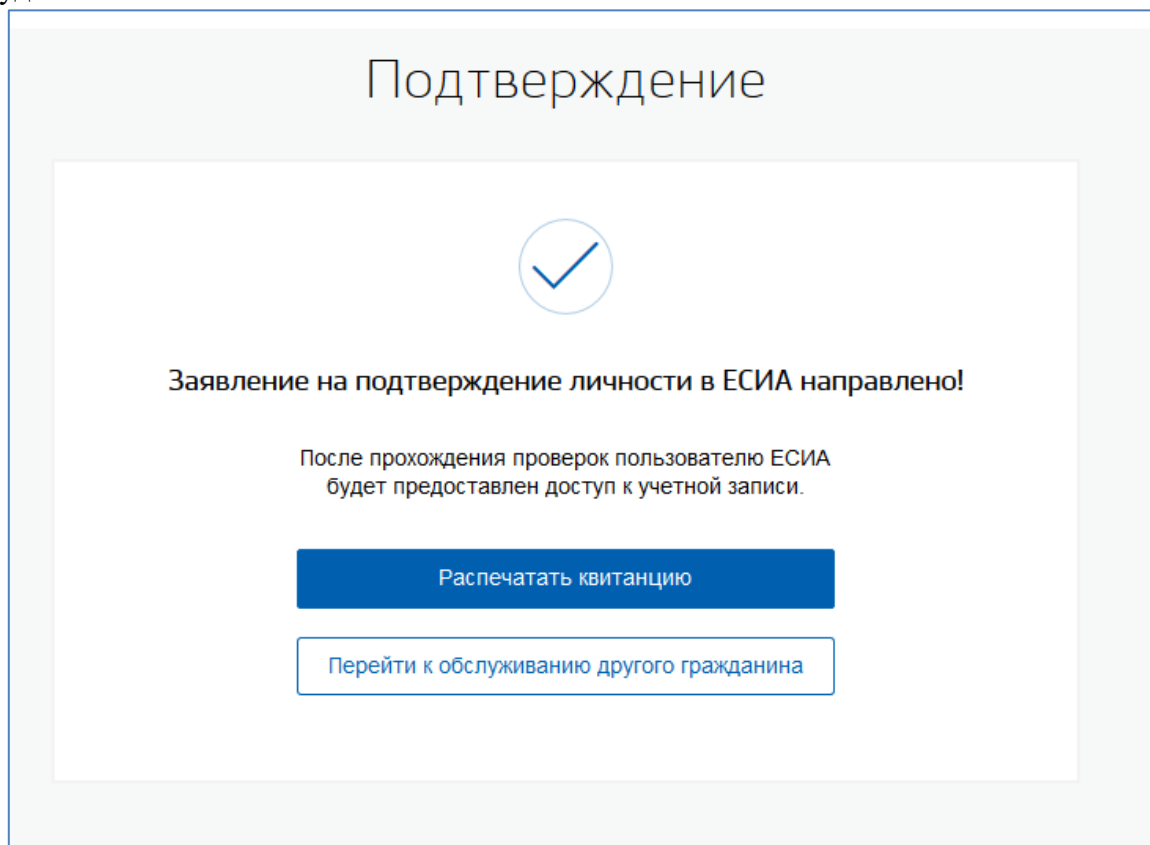 Подтверждение
Заявление на подтверждение личности в ЕСИА направлено!
После прохождения проверок пользователю ЕСИА
будет предоставлен доступ к учетной записи.
Распечатать квитанцию
Перейти к обслуживанию другого гражданина